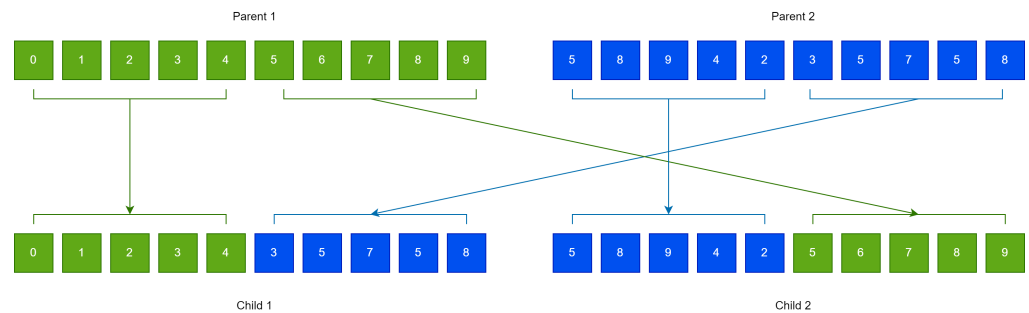 Parent 1 Parent 2
0 1 2 3 4 5 6 7 8 9 5 8 9 4 2 3 5 7 5 8
0 1 2 3 4 3 5 7 5 8 5 8 9 4 2 5 6 7 8 9
Child 1 Child 2